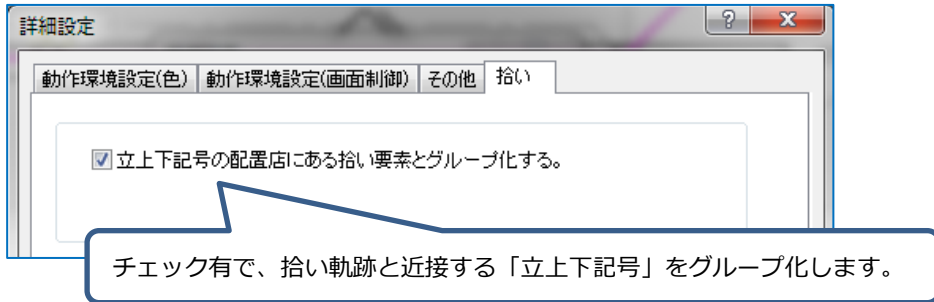 詳細設定
動作環境設定(色) 動作環境設定(画面制御) その他 拾い
立上下記号の配置店にある拾い要素とグループ化する。
チェック有で、拾い軌跡と近接する「立上下記号」をグループ化します。